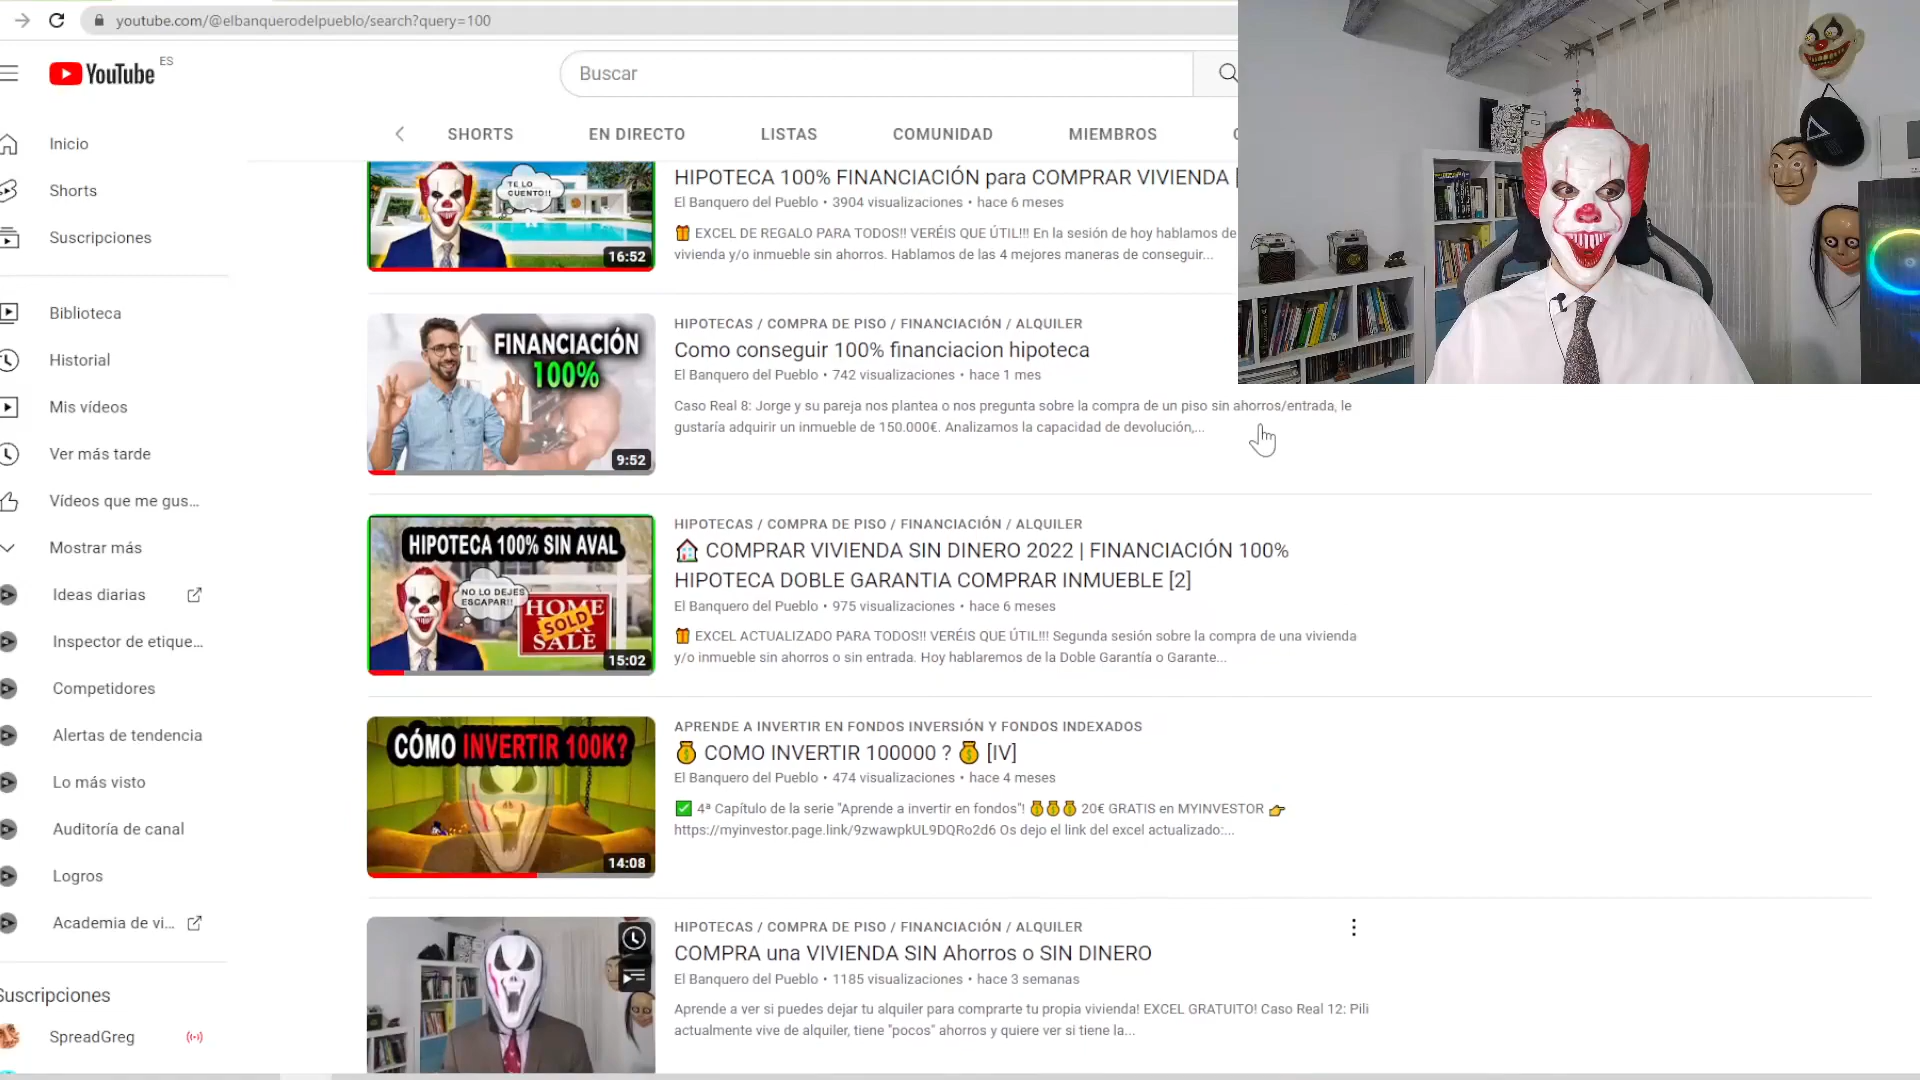 youtube.com/@elbanquerodelpueblo/search?query=100
YouTube ES
Buscar
SHORTS EN DIRECTO LISTAS COMUNIDAD MIEMBROS
Inicio
Shorts
Suscripciones
Biblioteca
Historial
Mis vídeos
Ver más tarde
Vídeos que me gus...
Mostrar más
Ideas diarias
Inspector de etique...
Competidores
Alertas de tendencia
Lo más visto
Auditoría de canal
Logros
Academia de vi...
Suscripciones
SpreadGreg
TE LO
CUENTO!!
16:52
HIPOTECA 100% FINANCIACIÓN para COMPRAR VIVIENDA
El Banquero del Pueblo • 3904 visualizaciones • hace 6 meses
EXCEL DE REGALO PARA TODOS!! VERÉIS QUE ÚTIL!!! En la sesión de hoy hablamos de
vivienda y/o inmueble sin ahorros. Hablamos de las 4 mejores maneras de conseguir...
FINANCIACIÓN
100%
9:52
HIPOTECAS / COMPRA DE PISO / FINANCIACIÓN / ALQUILER
Como conseguir 100% financiacion hipoteca
El Banquero del Pueblo • 742 visualizaciones • hace 1 mes
Caso Real 8: Jorge y su pareja nos plantea o nos pregunta sobre la compra de un piso sin ahorros/entrada, le
gustaría adquirir un inmueble de 150.000€. Analizamos la capacidad de devolución,...
HIPOTECA 100% SIN AVAL
NO LO DEJES
ESCAPAR!!
HOME
FOR
SALE
SOLD
15:02
HIPOTECAS / COMPRA DE PISO / FINANCIACIÓN / ALQUILER
🏠 COMPRAR VIVIENDA SIN DINERO 2022 | FINANCIACIÓN 100%
HIPOTECA DOBLE GARANTIA COMPRAR INMUEBLE [2]
El Banquero del Pueblo • 975 visualizaciones • hace 6 meses
🎁 EXCEL ACTUALIZADO PARA TODOS!! VERÉIS QUE ÚTIL!!! Segunda sesión sobre la compra de una vivienda
y/o inmueble sin ahorros o sin entrada. Hoy hablaremos de la Doble Garantía o Garante...
CÓMO INVERTIR 100K?
14:08
APRENDE A INVERTIR EN FONDOS INVERSIÓN Y FONDOS INDEXADOS
💰 COMO INVERTIR 100000 ? 💰 [IV]
El Banquero del Pueblo • 474 visualizaciones • hace 4 meses
✅ 4ª Capítulo de la serie "Aprende a invertir en fondos"! 💰💰💰 20€ GRATIS en MYINVESTOR 👉
https://myinvestor.page.link/9zwawpkUL9DQRo2d6 Os dejo el link del excel actualizado:...
HIPOTECAS / COMPRA DE PISO / FINANCIACIÓN / ALQUILER
COMPRA una VIVIENDA SIN Ahorros o SIN DINERO
El Banquero del Pueblo • 1185 visualizaciones • hace 3 semanas
Aprende a ver si puedes dejar tu alquiler para comprarte tu propia vivienda! EXCEL GRATUITO! Caso Real 12: Pili
actualmente vive de alquiler, tiene "pocos" ahorros y quiere ver si tiene la...